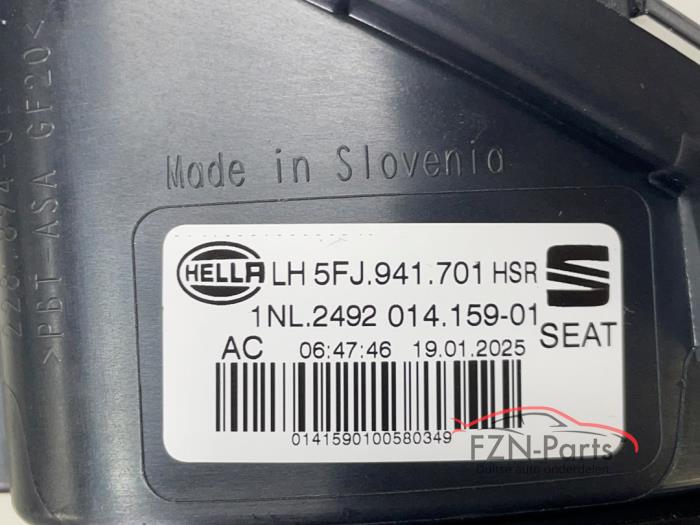 >PBT-ASA GF20<
Made in Slovenia
HELLA LH 5FJ.941.701 HSR
1NL.2492 014.159-01
SEAT
AC 06:47:46 19.01.2025
0141590100580349
FZN-Parts
Duitse auto onderdelen